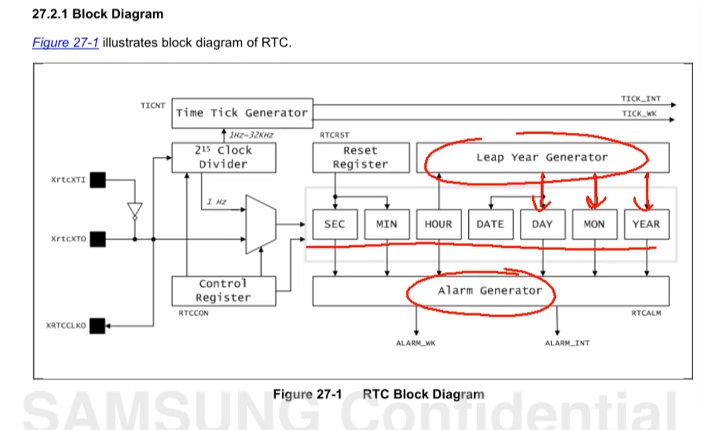 27.2.1 Block Diagram
Figure 27-1 illustrates block diagram of RTC.
TICNT
Time Tick Generator
TICK_INT
TICK_WK
1Hz~32KHz
RTCRST
2¹⁵ Clock
Divider
Reset
Register
Leap Year Generator
XrtcXTI
1 Hz
SEC
MIN
HOUR
DATE
DAY
MON
YEAR
XrtcXTO
Control
Register
Alarm Generator
RTCCON
RTCALM
XRTCCLKO
ALARM_WK
ALARM_INT
Figure 27-1 RTC Block Diagram
SAMSUNG Confidential